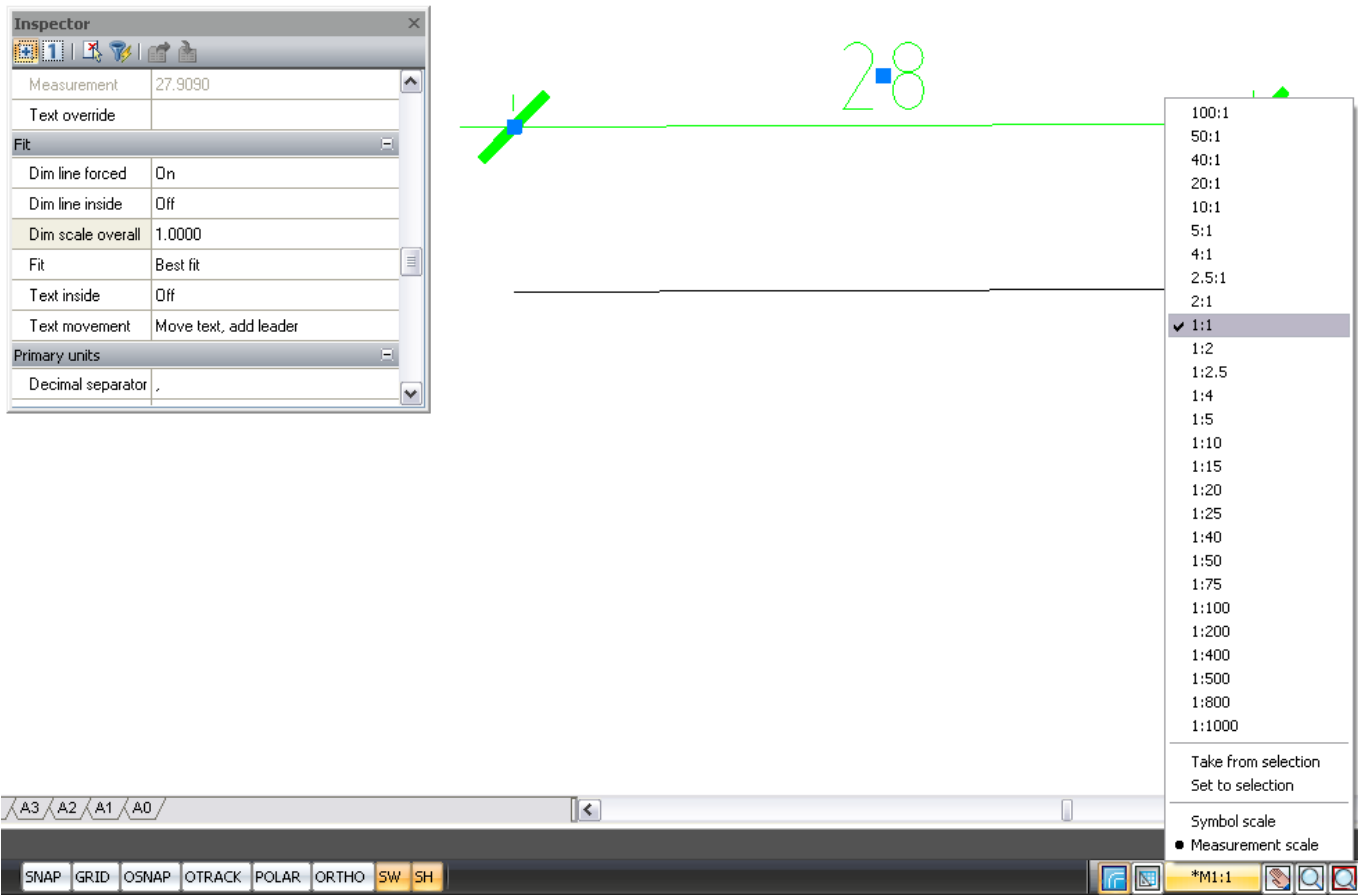 Inspector
1
Measurement 27.9090
Text override
Fit
Dim line forced On
Dim line inside Off
Dim scale overall 1.0000
Fit Best fit
Text inside Off
Text movement Move text, add leader
Primary units
Decimal separator ,
28
100:1
50:1
40:1
20:1
10:1
5:1
4:1
2.5:1
2:1
1:1
1:2
1:2.5
1:4
1:5
1:10
1:15
1:20
1:25
1:40
1:50
1:75
1:100
1:200
1:400
1:500
1:800
1:1000
Take from selection
Set to selection
Symbol scale
Measurement scale
A3 A2 A1 A0
SNAP GRID OSNAP OTRACK POLAR ORTHO SW SH
*M1:1